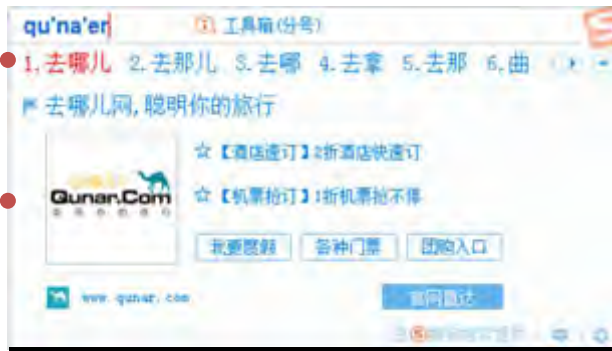 qu'na'er ① 工具箱(分号)
1.去哪儿 2.去那儿 3.去哪 4.去拿 5.去那 6.曲
去哪儿网,聪明你的旅行
☆【酒店速订】2折酒店快速订
Qunar.Com
☆【机票抢订】1折机票抢不停
我要度假 各种门票 团购入口
www.qunar.com 官网直达